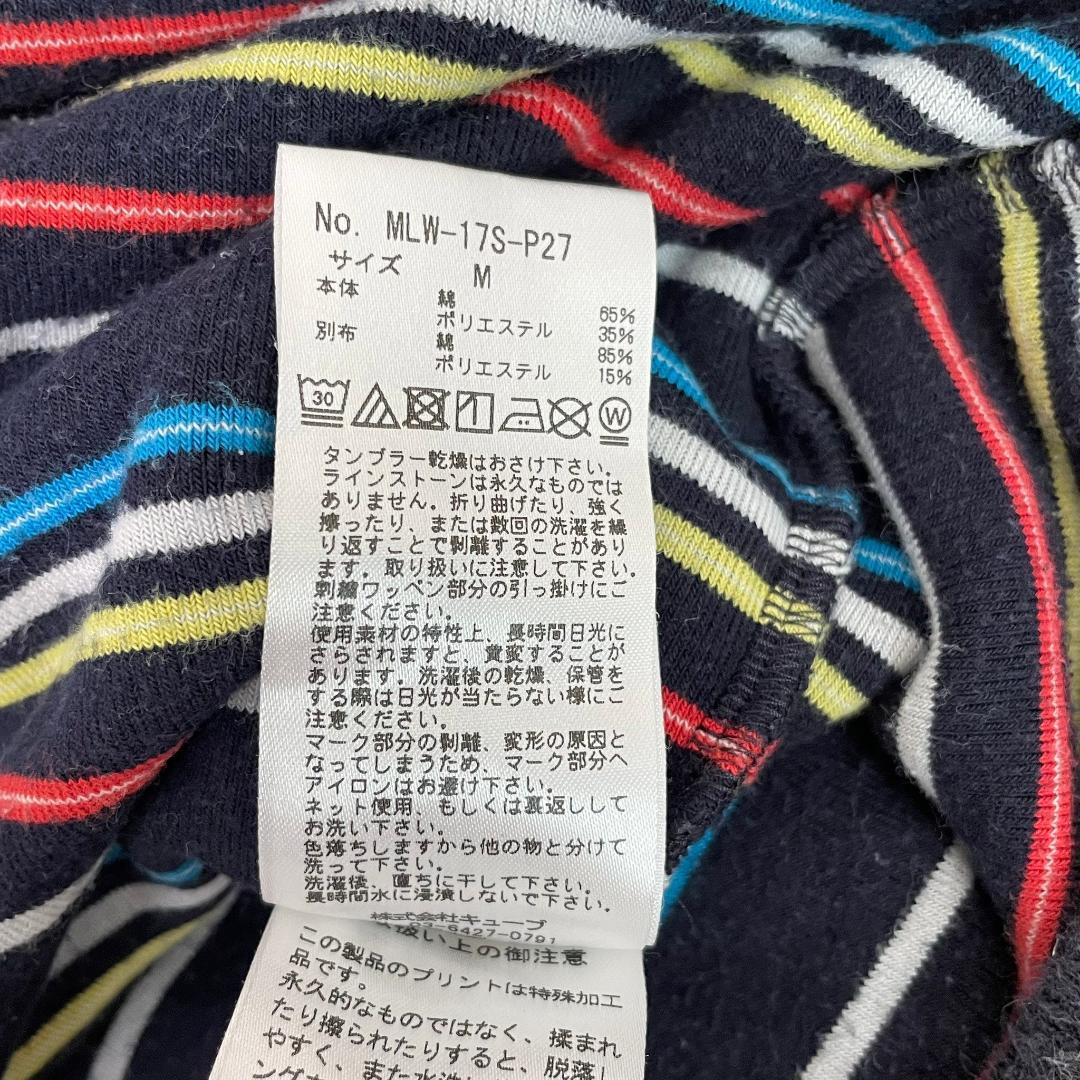 No. MLW-17S-P27
サイズ M
本体 綿 65%
ポリエステル 35%
別布 綿 85%
ポリエステル 15%
30 W
タンブラー乾燥はおさけ下さい。
ラインストーンは永久なものでは
ありません。折り曲げたり、強く
擦ったり、または数回の洗濯を繰
り返すことで剥離することがあり
ます。取り扱いに注意して下さい。
刺繍ワッペン部分の引っ掛けにご
注意ください。
使用素材の特性上、長時間日光に
さらされますと、黄変することが
あります。洗濯後の乾燥、保管を
する際は日光が当たらない様にご
注意ください。
マーク部分の剥離、変形の原因と
なってしまうため、マーク部分へ
アイロンはお避け下さい。
ネット使用、もしくは裏返しして
お洗い下さい。
色落ちしますから他の物と分けて
洗って下さい。
洗濯後、直ちに干して下さい。
長時間水に浸漬しないで下さい。
株式会社キューブ
6427-0791
扱い上の御注意
この製品のプリントは特殊加工
品です。
永久的なものではなく、揉まれ
たり擦られたりすると、脱落し
やすく、また水洗
ング